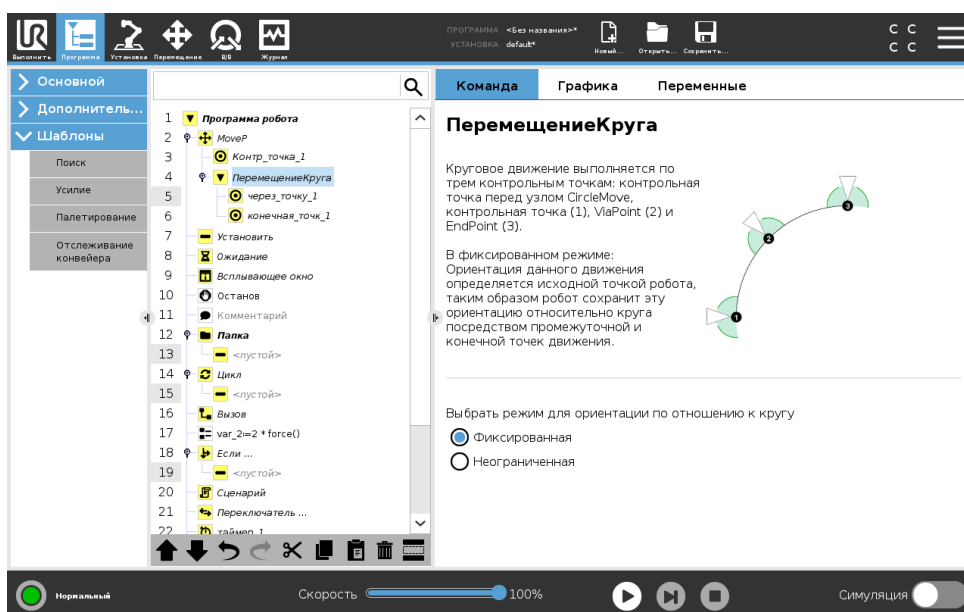 ПРОГРАММА <Без названия>*
УСТАНОВКА default*
Выполнить Программа Установка Перемещение В/В Журнал
Новый... Открыть... Сохранить...
C C
C C
Основной
Дополнитель...
Шаблоны
Поиск
Усилие
Палетирование
Отслеживание
конвейера
1 Программа робота
2 MoveP
3 Контр_точка_1
4 ПеремещениеКруга
5 через_точку_1
6 конечная_точк_1
7 Установить
8 Ожидание
9 Всплывающее окно
10 Останов
11 Комментарий
12 Папка
13 <пустой>
14 Цикл
15 <пустой>
16 Вызов
17 var_2≔2 * force()
18 Если ...
19 <пустой>
20 Сценарий
21 Переключатель ...
22 таймер_1
Команда Графика Переменные
ПеремещениеКруга
Круговое движение выполняется по
трем контрольным точкам: контрольная
точка перед узлом CircleMove,
контрольная точка (1), ViaPoint (2) и
EndPoint (3).
В фиксированном режиме:
Ориентация данного движения
определяется исходной точкой робота,
таким образом робот сохранит эту
ориентацию относительно круга
посредством промежуточной и
конечной точек движения.
3
2
1
Выбрать режим для ориентации по отношению к кругу
Фиксированная
Неограниченная
Нормальный
Скорость 100%
Симуляция